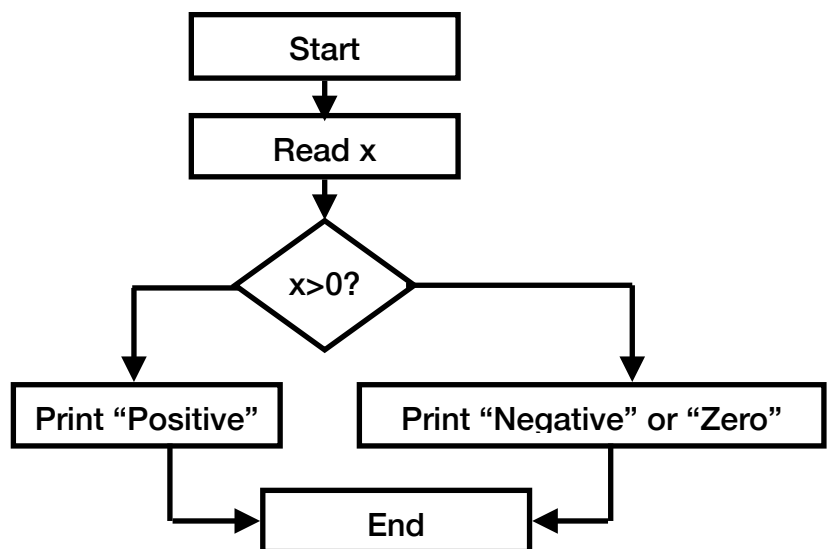 Start
Read x
x>0?
Print “Positive”
Print “Negative” or “Zero”
End